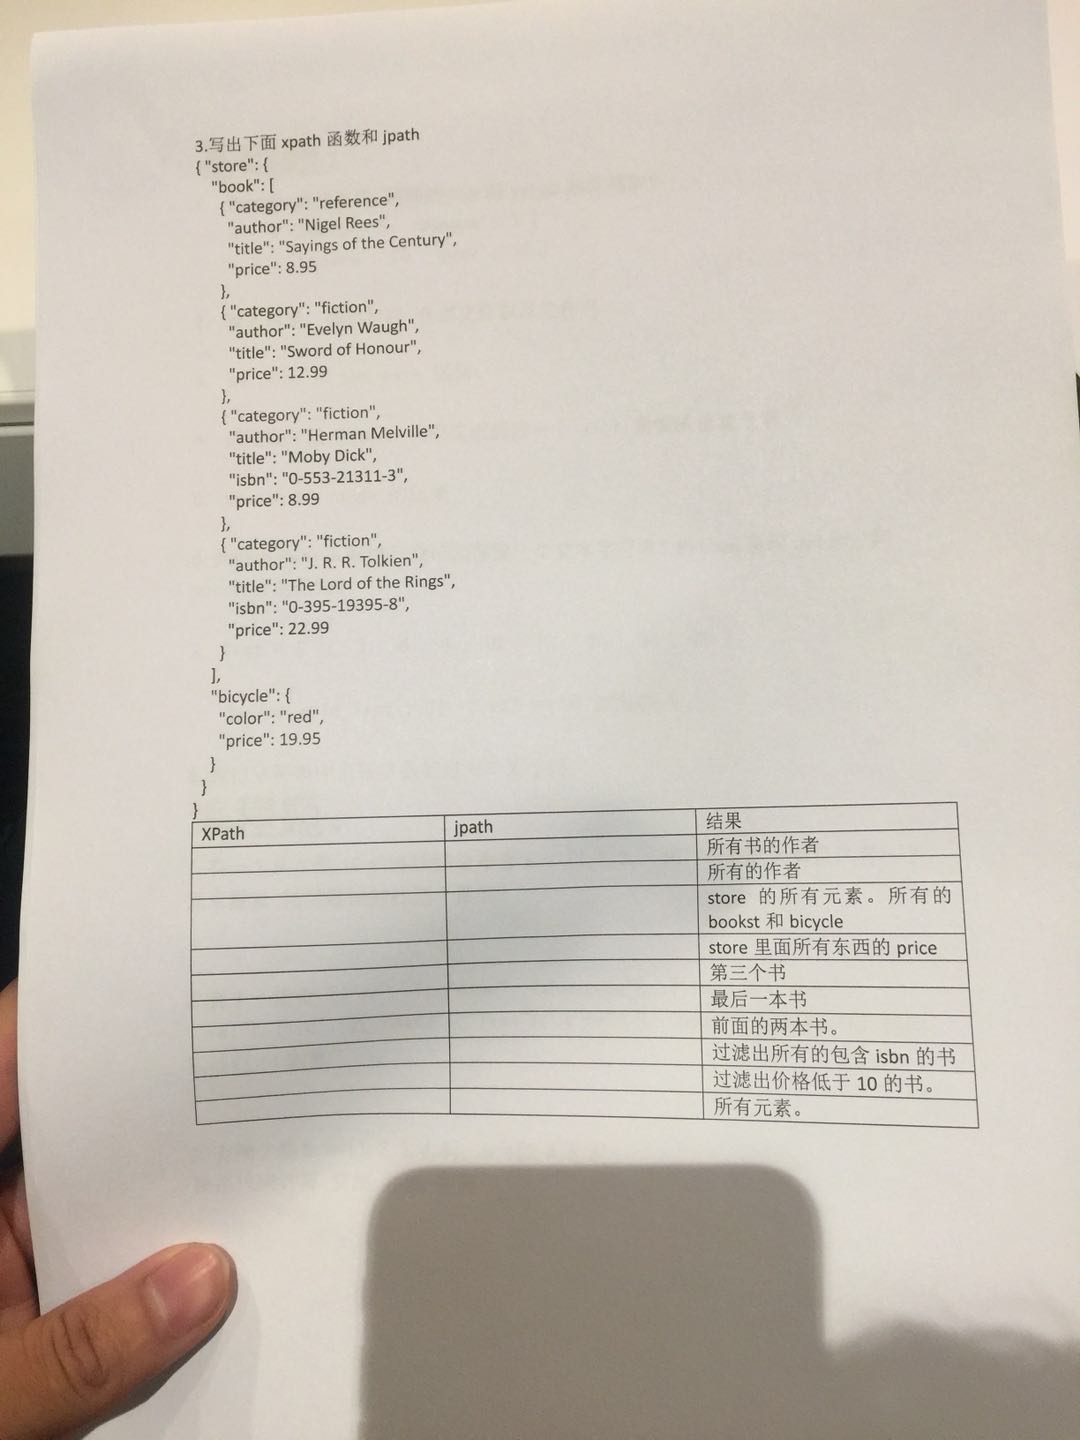 3.写出下面 xpath 函数和 jpath
{ "store": {
"book": [
{ "category": "reference",
"author": "Nigel Rees",
"title": "Sayings of the Century",
"price": 8.95
},
{ "category": "fiction",
"author": "Evelyn Waugh",
"title": "Sword of Honour",
"price": 12.99
},
{ "category": "fiction",
"author": "Herman Melville",
"title": "Moby Dick",
"isbn": "0-553-21311-3",
"price": 8.99
},
{ "category": "fiction",
"author": "J. R. R. Tolkien",
"title": "The Lord of the Rings",
"isbn": "0-395-19395-8",
"price": 22.99
}
],
"bicycle": {
"color": "red",
"price": 19.95
}
}
}
XPath jpath 结果
所有书的作者
所有的作者
store 的所有元素。所有的
bookst 和 bicycle
store 里面所有东西的 price
第三个书
最后一本书
前面的两本书。
过滤出所有的包含 isbn 的书
过滤出价格低于 10 的书。
所有元素。